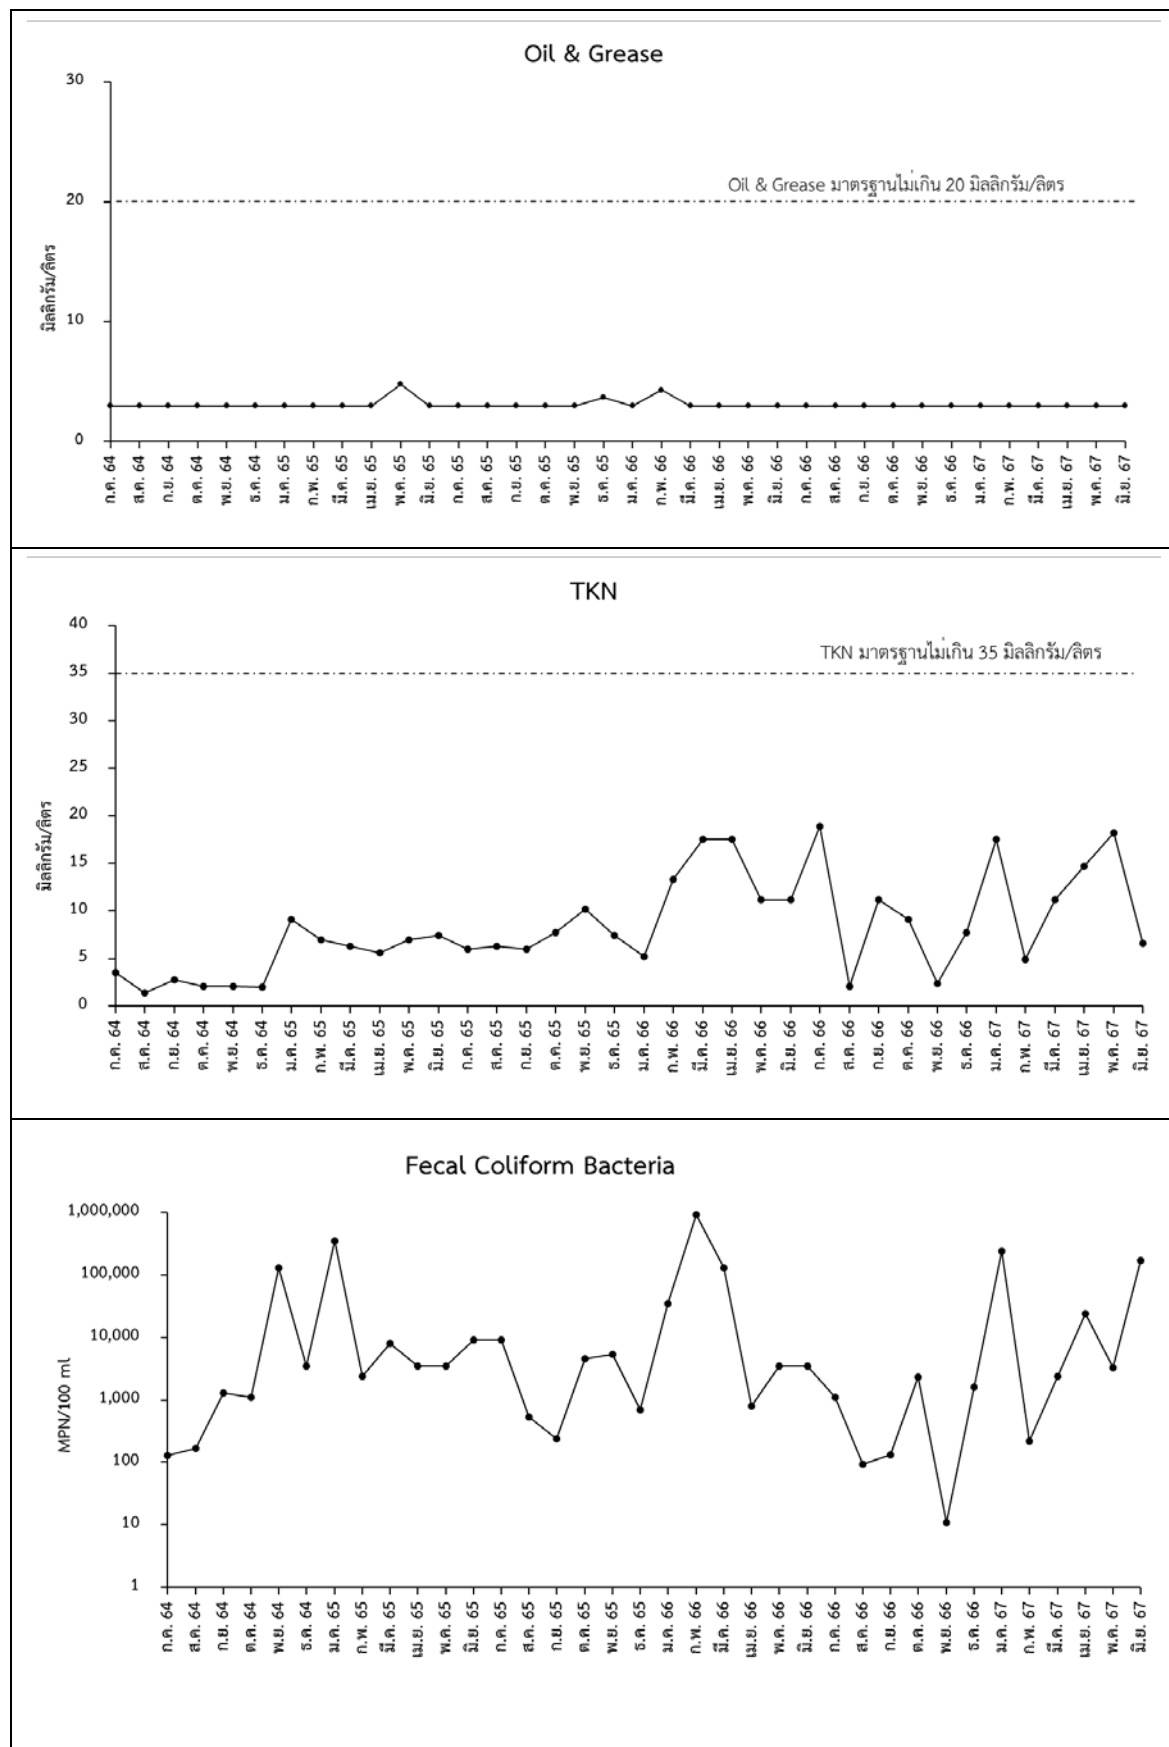 Oil & Grease
30
Oil & Grease มาตรฐานไม่เกิน 20 มิลลิกรัม/ลิตร
20
มิลลิกรัม/ลิตร
10
0
ก.ค. 64 ส.ค. 64 ก.ย. 64 ต.ค. 64 พ.ย. 64 ธ.ค. 64 ม.ค. 65 ก.พ. 65 มี.ค. 65 เม.ย. 65 พ.ค. 65 มิ.ย. 65 ก.ค. 65 ส.ค. 65 ก.ย. 65 ต.ค. 65 พ.ย. 65 ธ.ค. 65 ม.ค. 66 ก.พ. 66 มี.ค. 66 เม.ย. 66 พ.ค. 66 มิ.ย. 66 ก.ค. 66 ส.ค. 66 ก.ย. 66 ต.ค. 66 พ.ย. 66 ธ.ค. 66 ม.ค. 67 ก.พ. 67 มี.ค. 67 เม.ย. 67 พ.ค. 67 มิ.ย. 67
TKN
40
TKN มาตรฐานไม่เกิน 35 มิลลิกรัม/ลิตร
35
30
25
20
มิลลิกรัม/ลิตร
15
10
5
0
ก.ค. 64 ส.ค. 64 ก.ย. 64 ต.ค. 64 พ.ย. 64 ธ.ค. 64 ม.ค. 65 ก.พ. 65 มี.ค. 65 เม.ย. 65 พ.ค. 65 มิ.ย. 65 ก.ค. 65 ส.ค. 65 ก.ย. 65 ต.ค. 65 พ.ย. 65 ธ.ค. 65 ม.ค. 66 ก.พ. 66 มี.ค. 66 เม.ย. 66 พ.ค. 66 มิ.ย. 66 ก.ค. 66 ส.ค. 66 ก.ย. 66 ต.ค. 66 พ.ย. 66 ธ.ค. 66 ม.ค. 67 ก.พ. 67 มี.ค. 67 เม.ย. 67 พ.ค. 67 มิ.ย. 67
Fecal Coliform Bacteria
1,000,000
100,000
10,000
MPN/100 ml
1,000
100
10
1
ก.ค. 64 ส.ค. 64 ก.ย. 64 ต.ค. 64 พ.ย. 64 ธ.ค. 64 ม.ค. 65 ก.พ. 65 มี.ค. 65 เม.ย. 65 พ.ค. 65 มิ.ย. 65 ก.ค. 65 ส.ค. 65 ก.ย. 65 ต.ค. 65 พ.ย. 65 ธ.ค. 65 ม.ค. 66 ก.พ. 66 มี.ค. 66 เม.ย. 66 พ.ค. 66 มิ.ย. 66 ก.ค. 66 ส.ค. 66 ก.ย. 66 ต.ค. 66 พ.ย. 66 ธ.ค. 66 ม.ค. 67 ก.พ. 67 มี.ค. 67 เม.ย. 67 พ.ค. 67 มิ.ย. 67